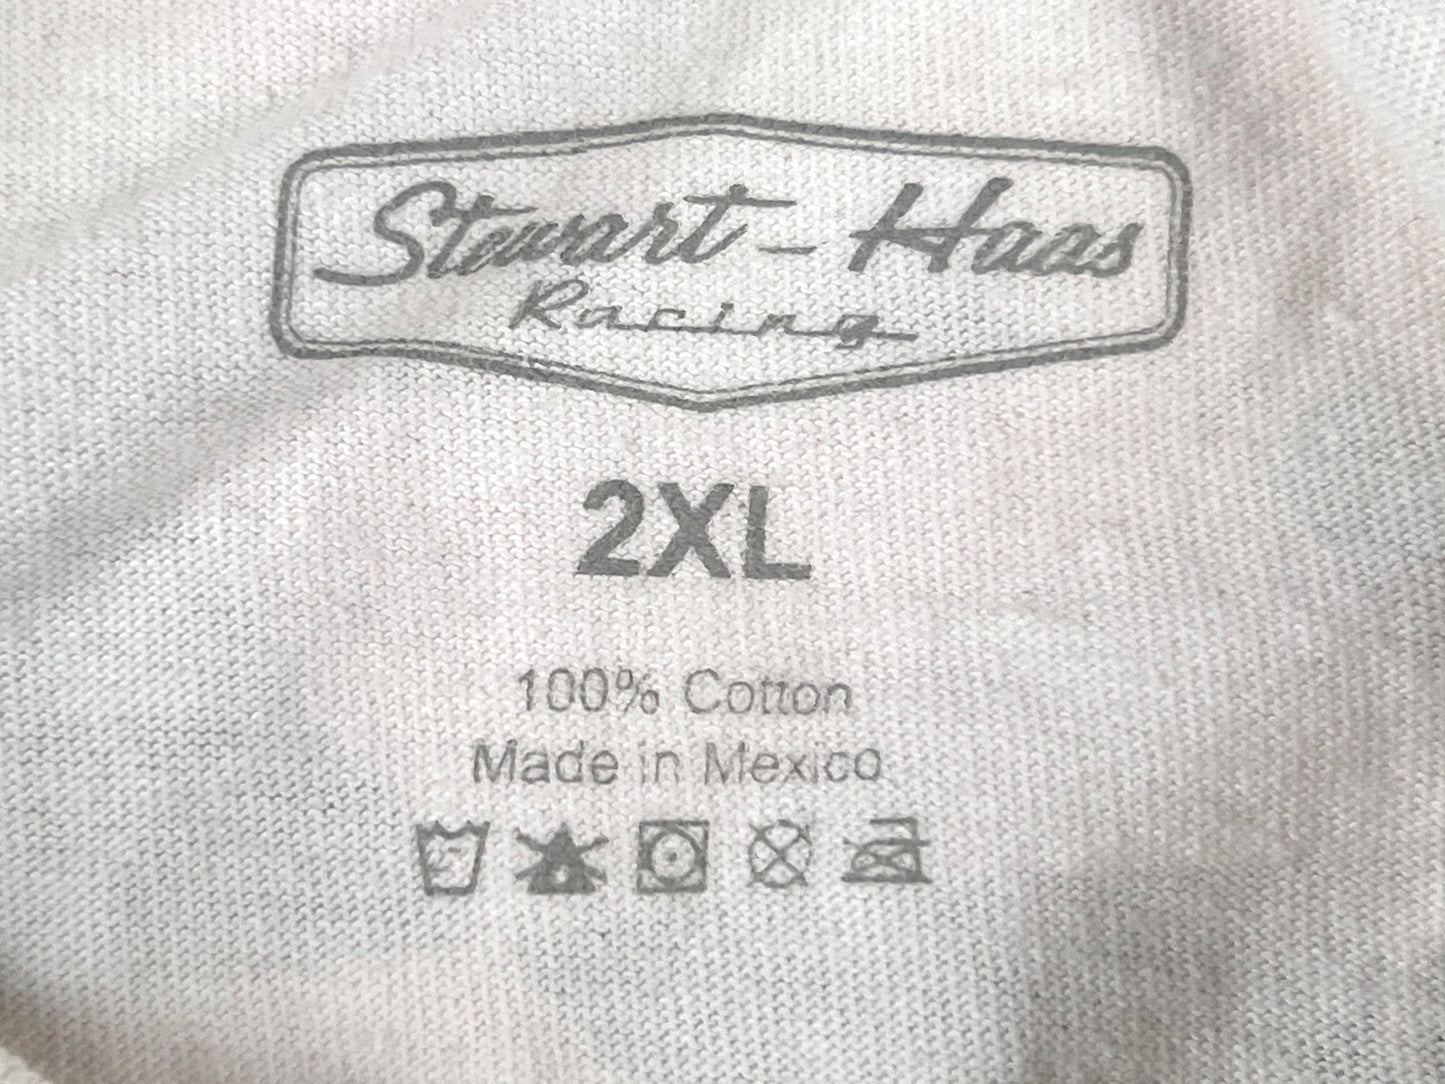 Stewart-Haas
Racing
2XL
100% Cotton
Made in Mexico